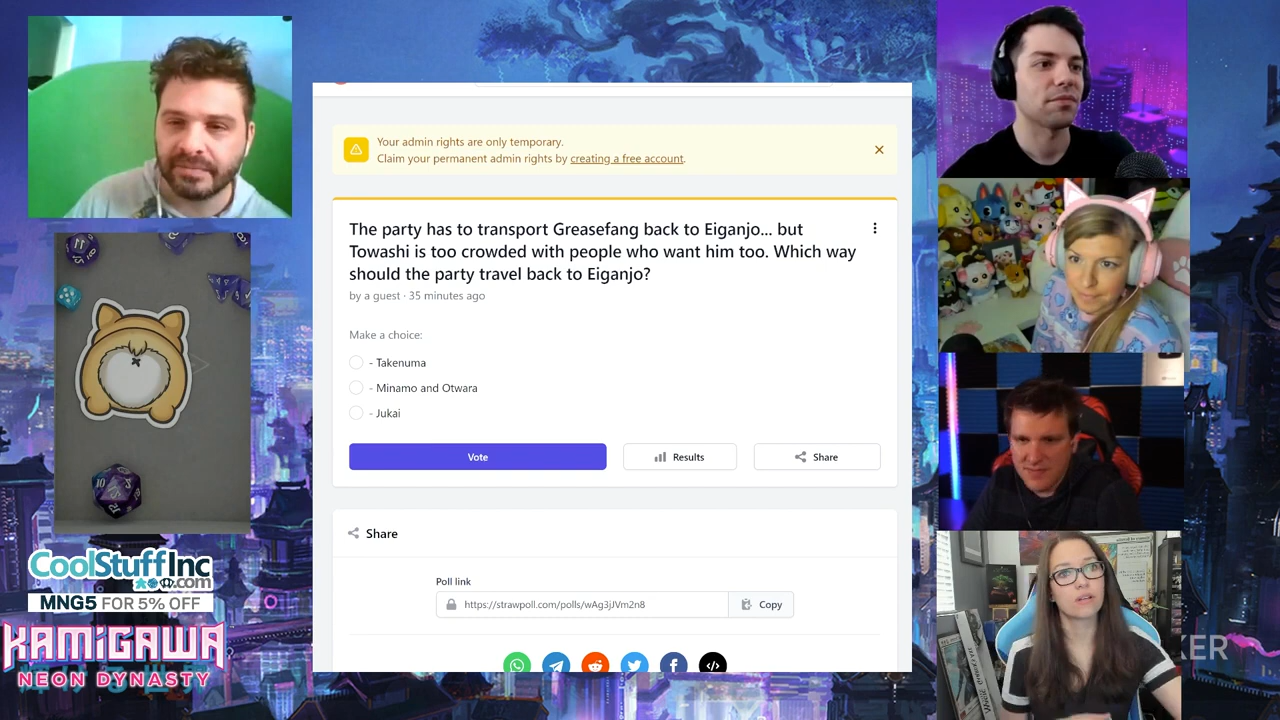 Your admin rights are only temporary.
Claim your permanent admin rights by creating a free account.
The party has to transport Greasefang back to Eiganjo... but
Towashi is too crowded with people who want him too. Which way
should the party travel back to Eiganjo?
by a guest · 35 minutes ago
Make a choice:
- Takenuma
- Minamo and Otwara
- Jukai
Vote
Results
Share
Share
Poll link
https://strawpoll.com/polls/wAg3jJVm2n8
Copy
CoolStuffInc
.com
MNG5 FOR 5% OFF
KAMIGAWA
NEON DYNASTY
KER